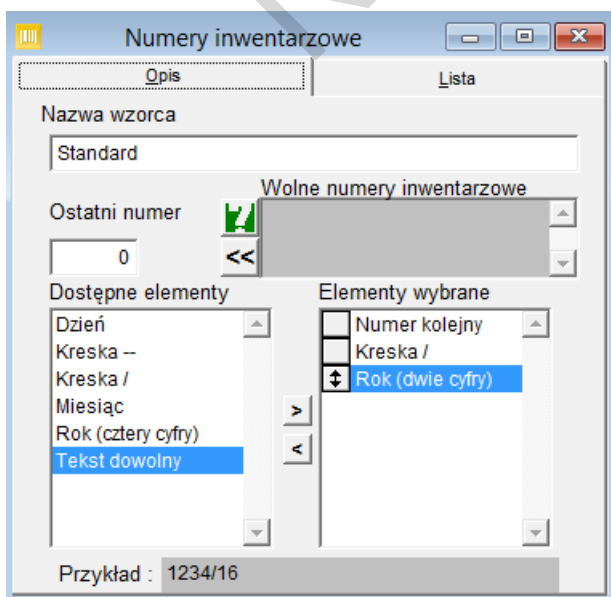 Numery inwentarzowe
Opis
Lista
Nazwa wzorca
Standard
Wolne numery inwentarzowe
Ostatni numer
0
<<
Dostępne elementy
Elementy wybrane
Dzień
Kreska --
Kreska /
Miesiąc
Rok (cztery cyfry)
Tekst dowolny
>
<
Numer kolejny
Kreska /
Rok (dwie cyfry)
Przykład : 1234/16